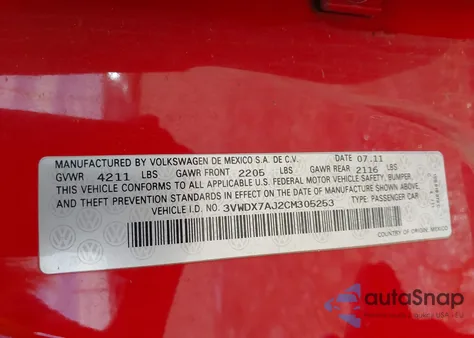 MANUFACTURED BY VOLKSWAGEN DE MEXICO S.A. DE C.V. DATE 07.11
GVWR 4211 LBS GAWR FRONT 2205 LBS GAWR REAR 2116 LBS
THIS VEHICLE CONFORMS TO ALL APPLICABLE U.S. FEDERAL MOTOR VEHICLE SAFETY, BUMPER,
AND THEFT PREVENTION STANDARDS IN EFFECT ON THE DATE OF MANUFACTURE SHOWN ABOVE.
VEHICLE I.D. NO. 3VWDX7AJ2CM305253 TYPE: PASSENGER CAR
COUNTRY OF ORIGIN: MEXICO
autoSnap